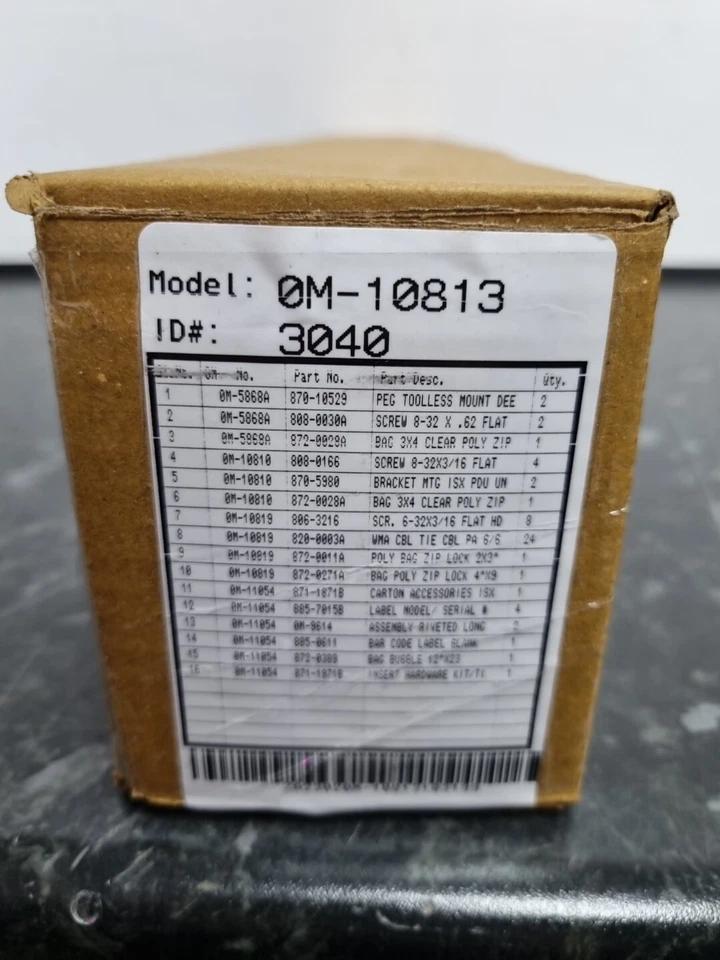 Model: 0M-10813
ID#: 3040
No. Part No. Part Desc. Qty.
1 0M-5868A 870-10529 PEG TOOLLESS MOUNT DEE 2
2 0M-5868A 808-0030A SCREW 8-32 X .62 FLAT 2
3 0M-5868A 872-0029A BAG 3X4 CLEAR POLY ZIP 1
4 0M-10810 808-0166 SCREW 8-32X3/16 FLAT 4
5 0M-10810 870-5980 BRACKET MTG ISX PDU UN 2
6 0M-10810 872-0028A BAG 3X4 CLEAR POLY ZIP 1
7 0M-10819 806-3216 SCR. 6-32X3/16 FLAT HD 8
8 0M-10819 820-0003A WMA CBL TIE CBL PA 6/6 24
9 0M-10819 872-0011A POLY BAG ZIP LOCK 2X3" 1
10 0M-10819 872-0271A BAG POLY ZIP LOCK 4"X9 1
11 0M-11054 871-1871B CARTON ACCESSORIES ISX 1
12 0M-11054 885-7015B LABEL MODEL/ SERIAL # 4
13 0M-11054 0M-9614 ASSEMBLY RIVETED LONG
14 0M-11054 885-0611 BAR CODE LABEL BLANK 1
15 0M-11054 872-0389 BAG BUBBLE 12"X23 1
16 0M-11054 871-1871B INSERT HARDWARE KIT/TL 1